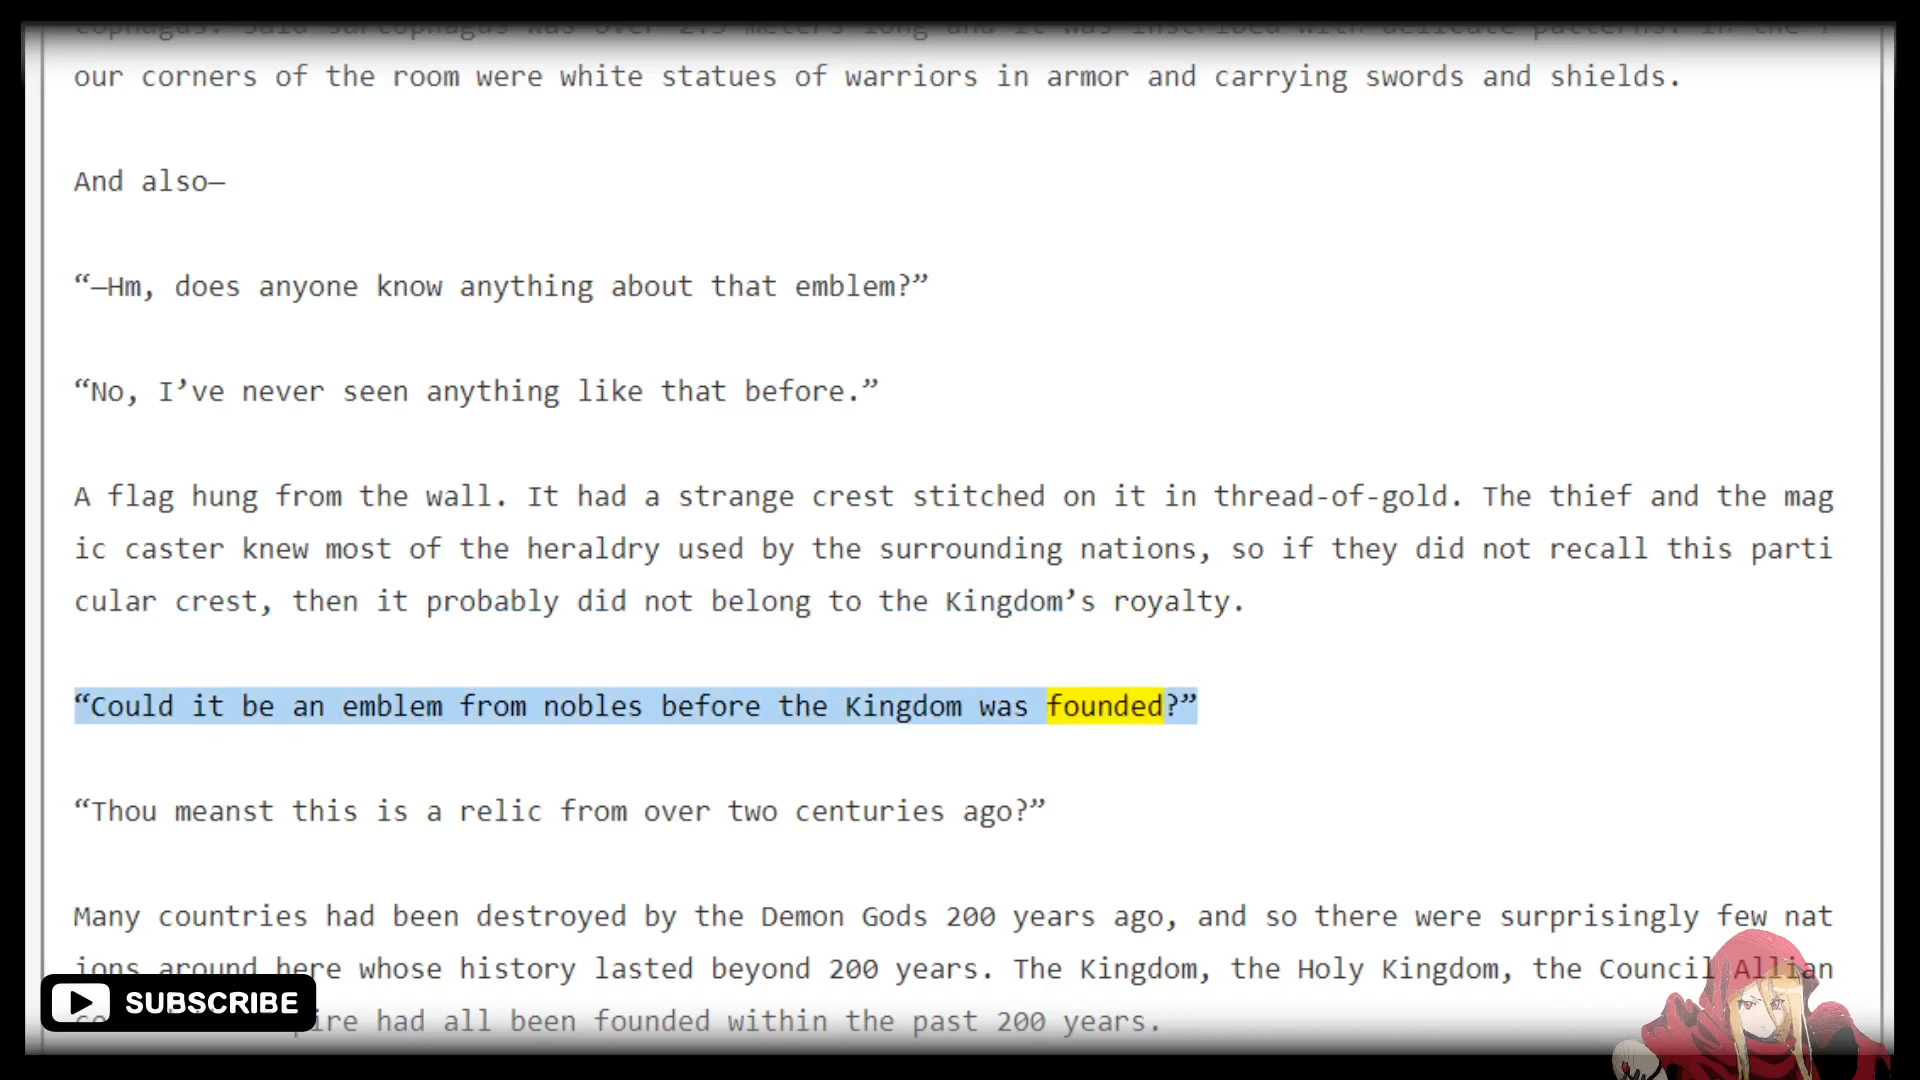 our corners of the room were white statues of warriors in armor and carrying swords and shields.
And also—
“—Hm, does anyone know anything about that emblem?”
“No, I’ve never seen anything like that before.”
A flag hung from the wall. It had a strange crest stitched on it in thread-of-gold. The thief and the mag
ic caster knew most of the heraldry used by the surrounding nations, so if they did not recall this parti
cular crest, then it probably did not belong to the Kingdom’s royalty.
“Could it be an emblem from nobles before the Kingdom was founded?”
“Thou meanst this is a relic from over two centuries ago?”
Many countries had been destroyed by the Demon Gods 200 years ago, and so there were surprisingly few nat
ions around here whose history lasted beyond 200 years. The Kingdom, the Holy Kingdom, the Council Allian
had all been founded within the past 200 years.
SUBSCRIBE